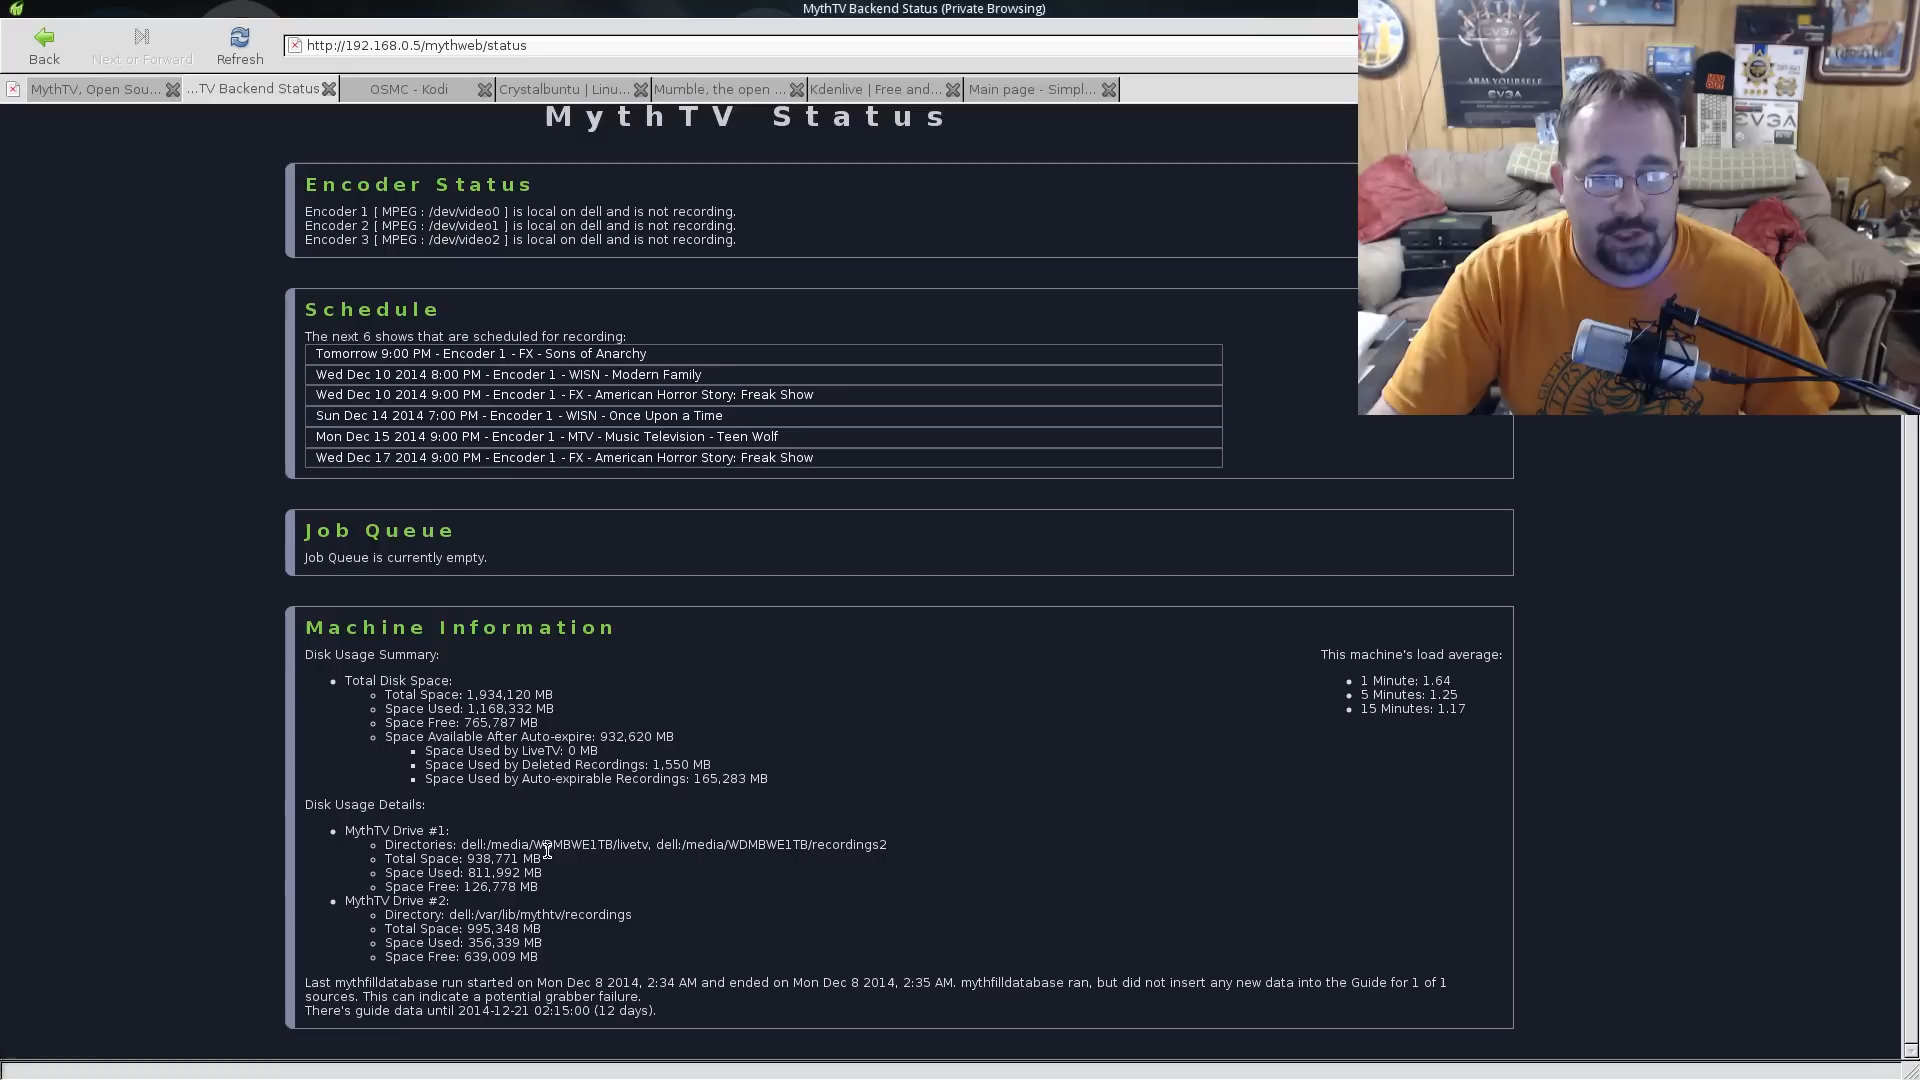 MythTV Backend Status (Private Browsing)
Back
Next or Forward
Refresh
http://192.168.0.5/mythweb/status
MythTV, Open Sou...
...TV Backend Status
OSMC - Kodi
Crystalbuntu | Linu...
Mumble, the open ...
Kdenlive | Free and...
Main page - Simpl...
MythTV Status
Encoder Status
Encoder 1 [ MPEG : /dev/video0 ] is local on dell and is not recording.
Encoder 2 [ MPEG : /dev/video1 ] is local on dell and is not recording.
Encoder 3 [ MPEG : /dev/video2 ] is local on dell and is not recording.
Schedule
The next 6 shows that are scheduled for recording:
Tomorrow 9:00 PM - Encoder 1 - FX - Sons of Anarchy
Wed Dec 10 2014 8:00 PM - Encoder 1 - WISN - Modern Family
Wed Dec 10 2014 9:00 PM - Encoder 1 - FX - American Horror Story: Freak Show
Sun Dec 14 2014 7:00 PM - Encoder 1 - WISN - Once Upon a Time
Mon Dec 15 2014 9:00 PM - Encoder 1 - MTV - Music Television - Teen Wolf
Wed Dec 17 2014 9:00 PM - Encoder 1 - FX - American Horror Story: Freak Show
Job Queue
Job Queue is currently empty.
Machine Information
Disk Usage Summary:
Total Disk Space:
Total Space: 1,934,120 MB
Space Used: 1,168,332 MB
Space Free: 765,787 MB
Space Available After Auto-expire: 932,620 MB
Space Used by LiveTV: 0 MB
Space Used by Deleted Recordings: 1,550 MB
Space Used by Auto-expirable Recordings: 165,283 MB
This machine's load average:
1 Minute: 1.64
5 Minutes: 1.25
15 Minutes: 1.17
Disk Usage Details:
MythTV Drive #1:
Directories: dell:/media/WDMBWE1TB/livetv, dell:/media/WDMBWE1TB/recordings2
Total Space: 938,771 MB
Space Used: 811,992 MB
Space Free: 126,778 MB
MythTV Drive #2:
Directory: dell:/var/lib/mythtv/recordings
Total Space: 995,348 MB
Space Used: 356,339 MB
Space Free: 639,009 MB
Last mythfilldatabase run started on Mon Dec 8 2014, 2:34 AM and ended on Mon Dec 8 2014, 2:35 AM. mythfilldatabase ran, but did not insert any new data into the Guide for 1 of 1
sources. This can indicate a potential grabber failure.
There's guide data until 2014-12-21 02:15:00 (12 days).
ARM YOURSELF
EVGA
EVGA